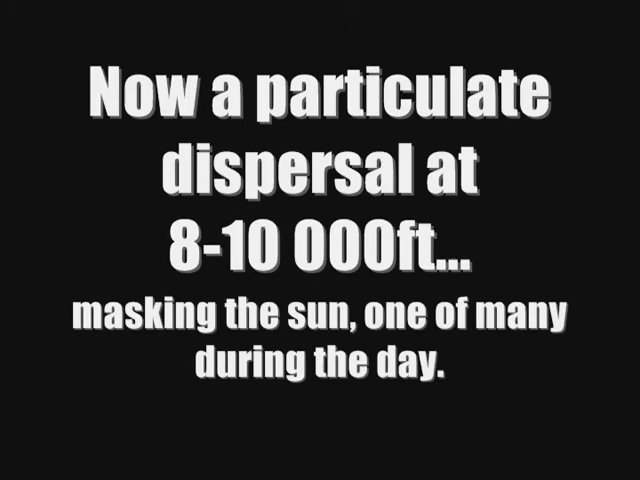 Now a particulate
dispersal at
8-10 000ft...
masking the sun, one of many
during the day.